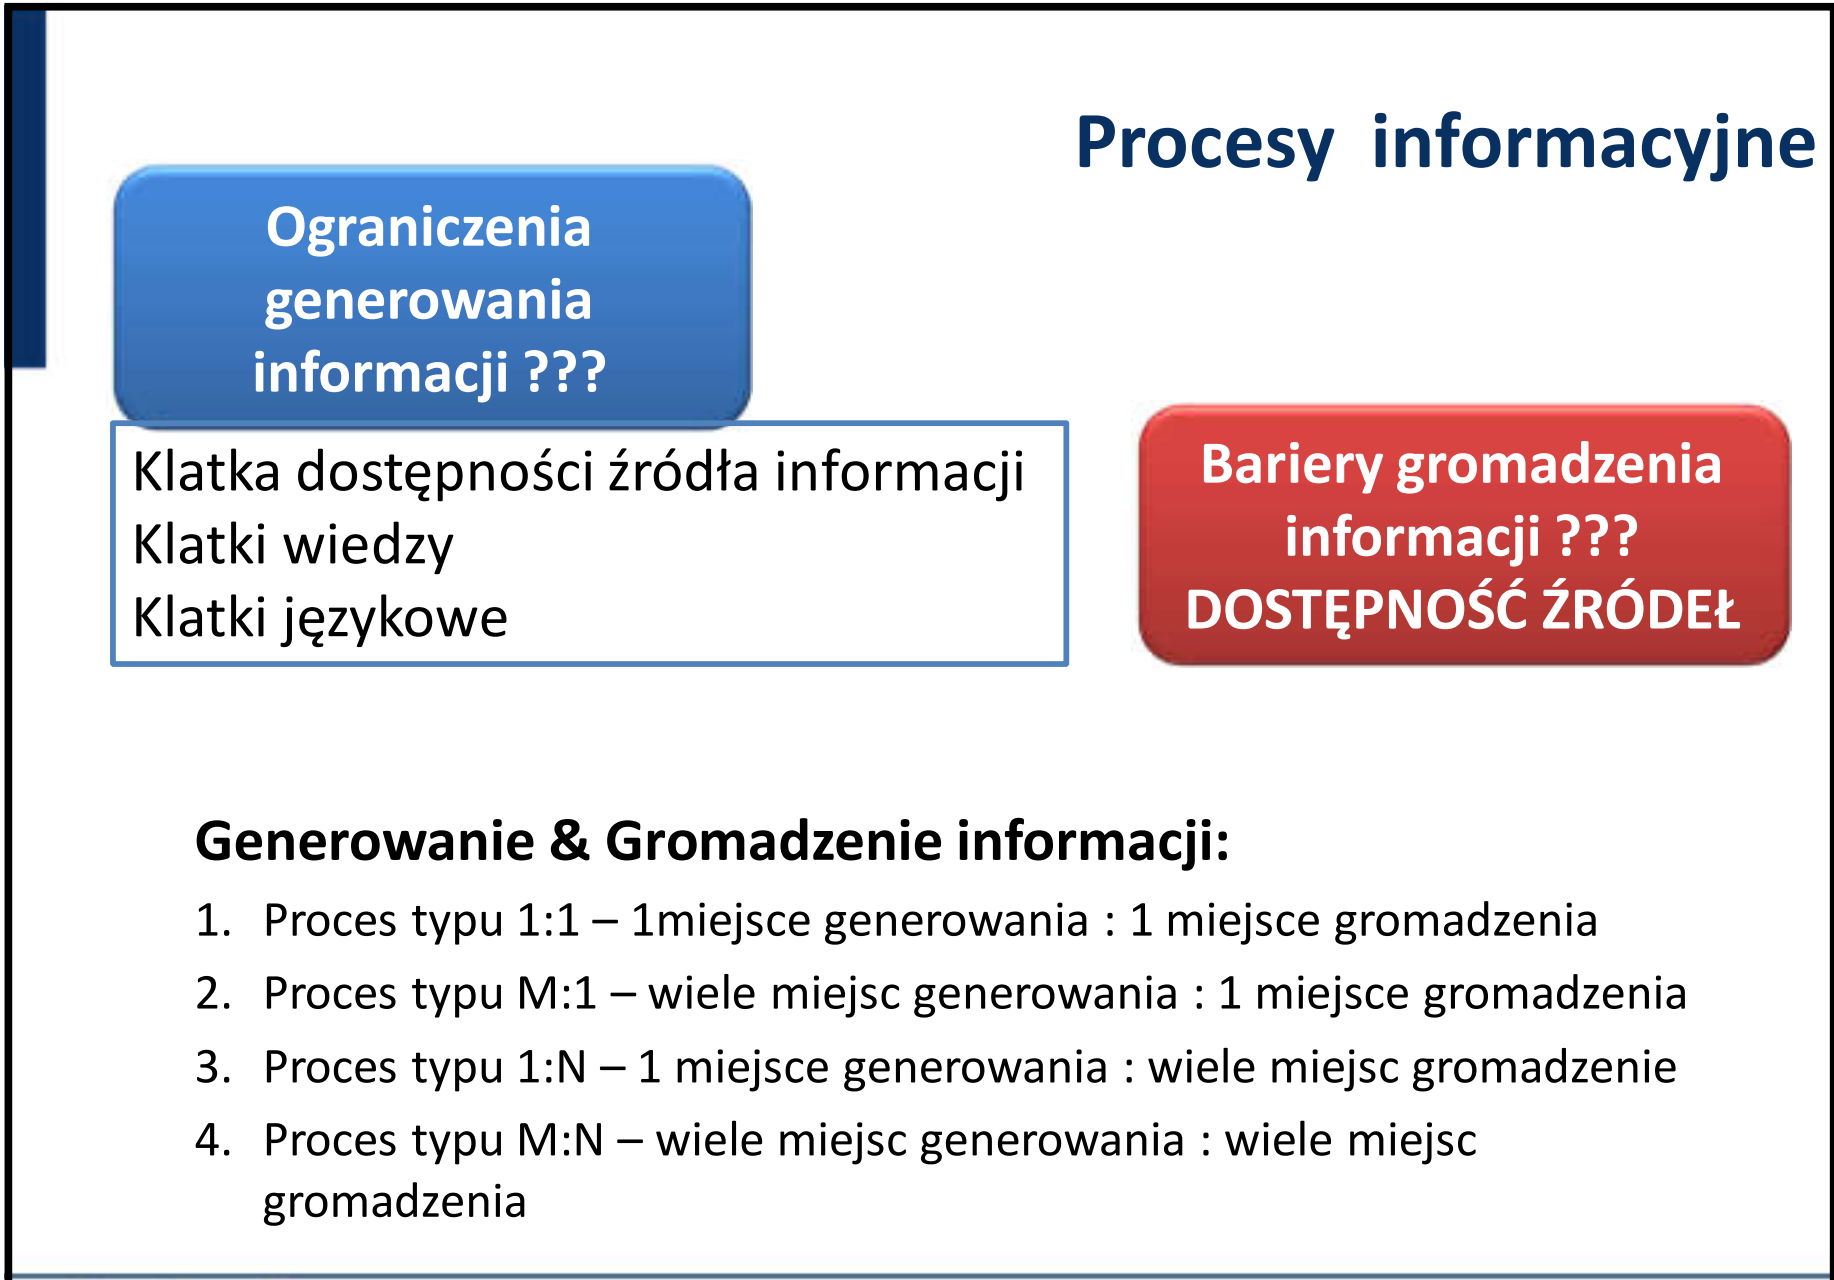 Procesy informacyjne
Ograniczenia
generowania
informacji ???
Klatka dostępności źródła informacji
Klatki wiedzy
Klatki językowe
Bariery gromadzenia
informacji ???
DOSTĘPNOŚĆ ŹRÓDEŁ
Generowanie & Gromadzenie informacji:
1. Proces typu 1:1 – 1miejsce generowania : 1 miejsce gromadzenia
2. Proces typu M:1 – wiele miejsc generowania : 1 miejsce gromadzenia
3. Proces typu 1:N – 1 miejsce generowania : wiele miejsc gromadzenie
4. Proces typu M:N – wiele miejsc generowania : wiele miejsc
gromadzenia